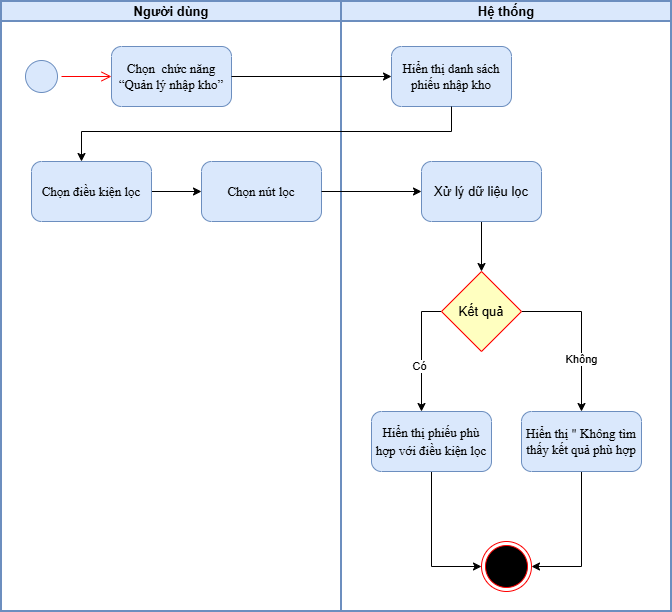 Người dùng
Hệ thống
Chọn chức năng
“Quản lý nhập kho”
Hiển thị danh sách
phiếu nhập kho
Chọn điều kiện lọc
Chọn nút lọc
Xử lý dữ liệu lọc
Kết quả
Có
Không
Hiển thị phiếu phù
hợp với điều kiện lọc
Hiển thị " Không tìm
thấy kết quả phù hợp